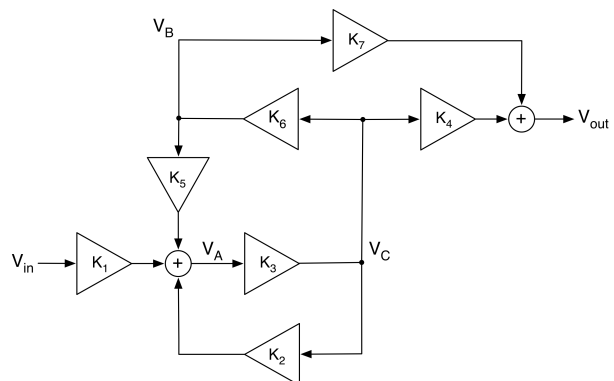 V_B
K_7
K_6
K_4
+
V_out
K_5
V_in
K_1
+
V_A
K_3
V_C
K_2